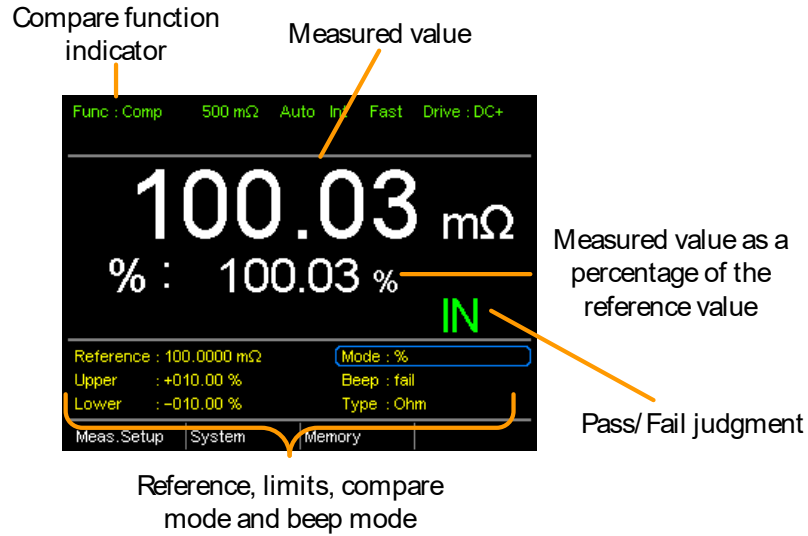 Compare function
indicator
Measured value
Func : Comp 500 mΩ Auto Int Fast Drive : DC+
100.03 mΩ
% : 100.03 %
IN
Measured value as a
percentage of the
reference value
Reference : 100.0000 mΩ Mode : %
Upper : +010.00 % Beep : fail
Lower : -010.00 % Type : Ohm
Meas.Setup System Memory
Pass/Fail judgment
Reference, limits, compare
mode and beep mode